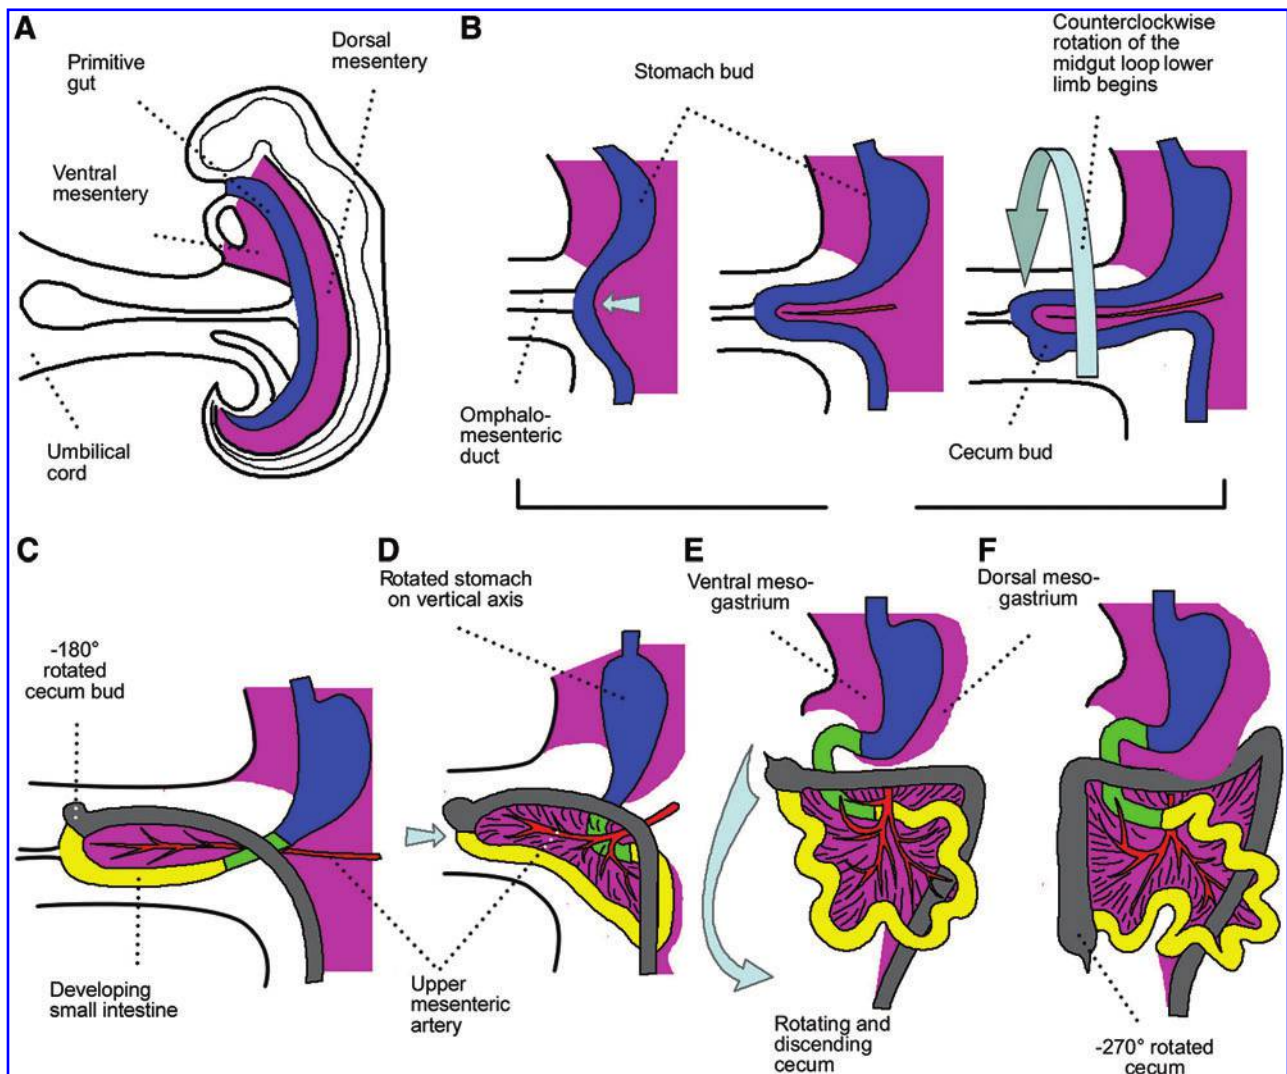 A
Primitive
gut
Dorsal
mesentery
Ventral
mesentery
Umbilical
cord
B
Stomach bud
Counterclockwise
rotation of the
midgut loop lower
limb begins
Omphalo-
mesenteric
duct
Cecum bud
C
-180°
rotated
cecum bud
Developing
small intestine
D
Rotated stomach
on vertical axis
Upper
mesenteric
artery
E
Ventral meso-
gastrium
Rotating and
discending
cecum
F
Dorsal meso-
gastrium
-270° rotated
cecum